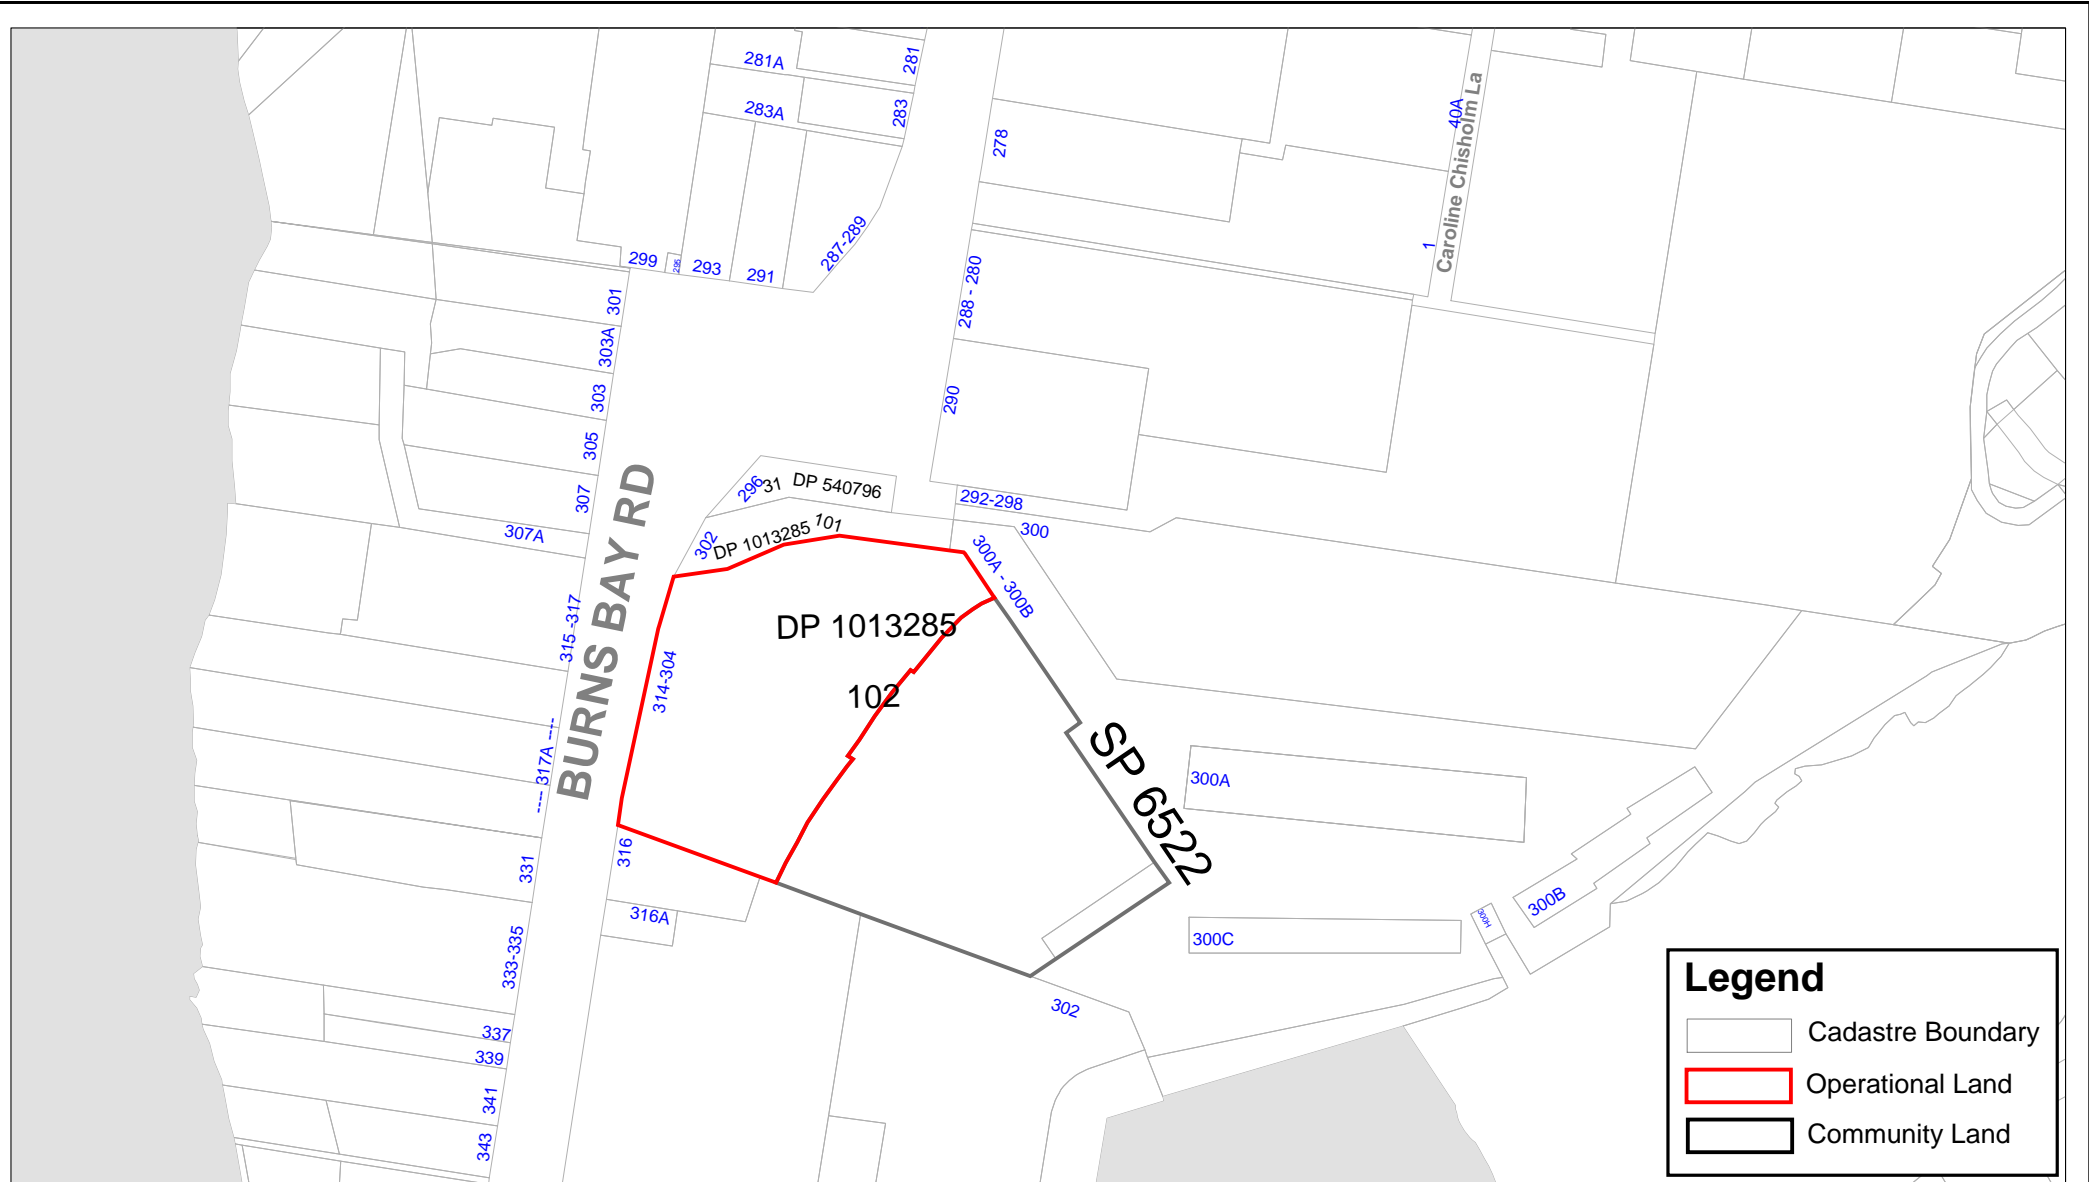 281A
281
283A
283
278
40A
Caroline Chisholm La
1
287-289
299
295
293
291
301
288 - 280
303A
303
290
305
307
307A
BURNS BAY RD
296
31 DP 540796
292-298
300
302
DP 1013285 101
300A - 300B
315 -317
DP 1013285
314-304
102
---- 317A ----
SP 6522
300A
331
316
316A
300B
300H
300C
333-335
302
337
339
341
343
Legend
Cadastre Boundary
Operational Land
Community Land